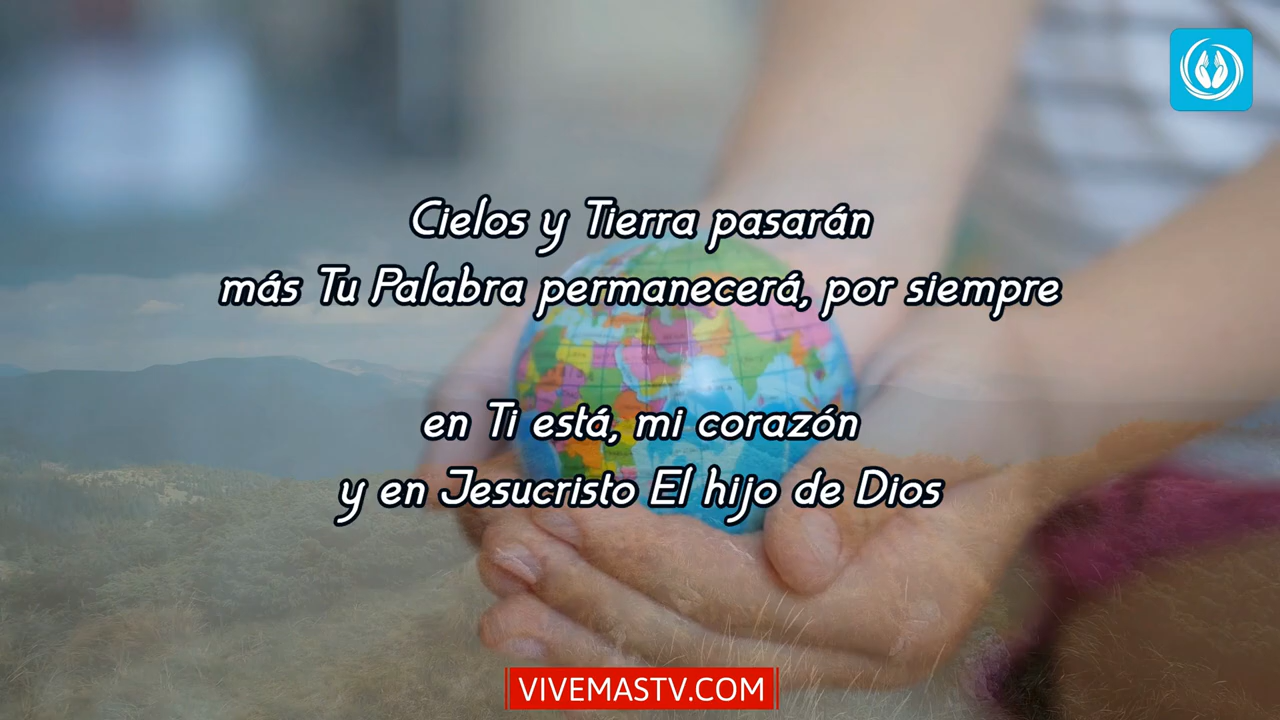 Cielos y Tierra pasarán
más Tu Palabra permanecerá, por siempre
en Ti está, mi corazón
y en Jesucristo El hijo de Dios
VIVEMASTV.COM